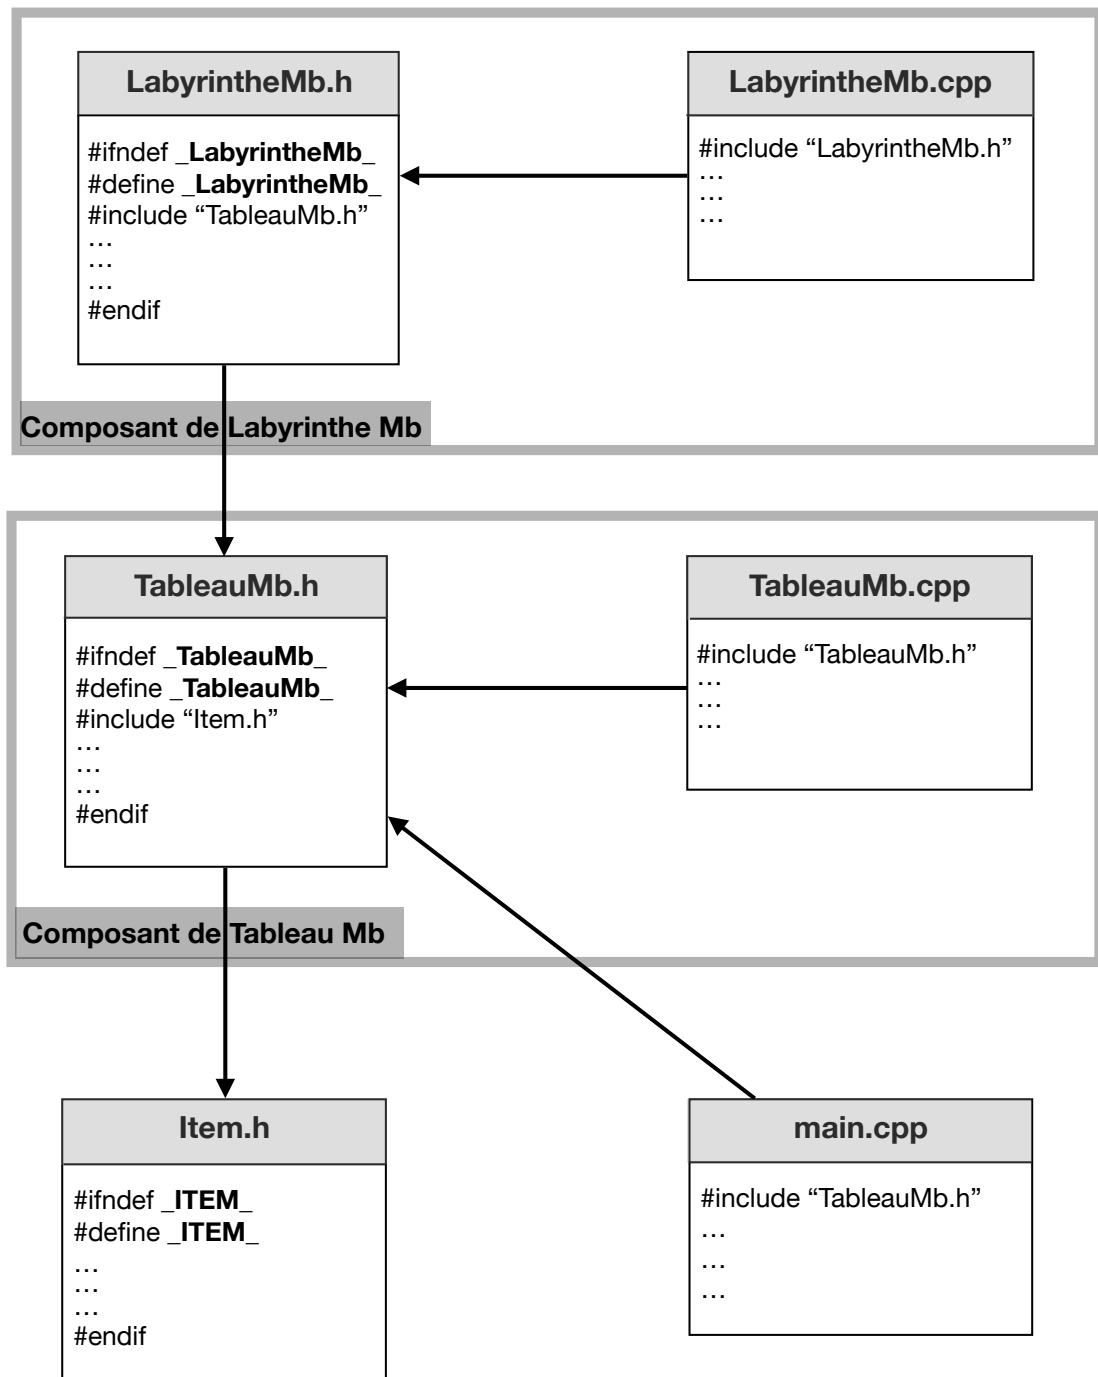 LabyrintheMb.h
#ifndef _LabyrintheMb_
#define _LabyrintheMb_
#include “TableauMb.h”
…
…
…
#endif
LabyrintheMb.cpp
#include “LabyrintheMb.h”
…
…
…
Composant de Labyrinthe Mb
TableauMb.h
#ifndef _TableauMb_
#define _TableauMb_
#include “Item.h”
…
…
…
#endif
TableauMb.cpp
#include “TableauMb.h”
…
…
…
Composant de Tableau Mb
Item.h
#ifndef _ITEM_
#define _ITEM_
…
…
…
#endif
main.cpp
#include “TableauMb.h”
…
…
…